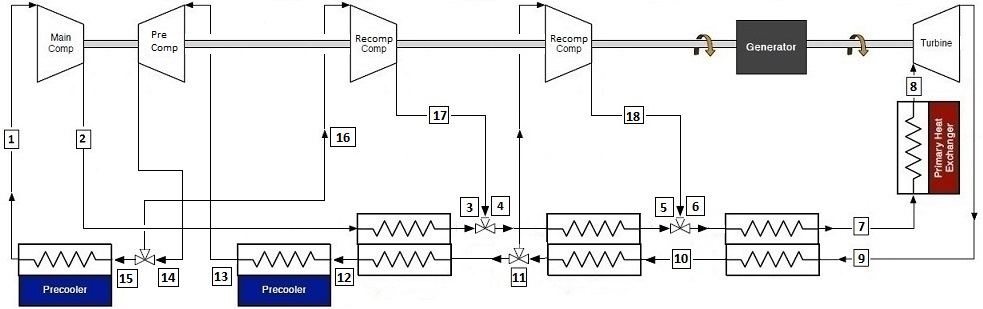 Main
Comp
Pre
Comp
Recomp
Comp
Recomp
Comp
Generator
Turbine
8
17
18
1
2
16
Primary Heat
Exchanger
3
4
5
6
7
15
14
13
12
11
10
9
Precooler
Precooler